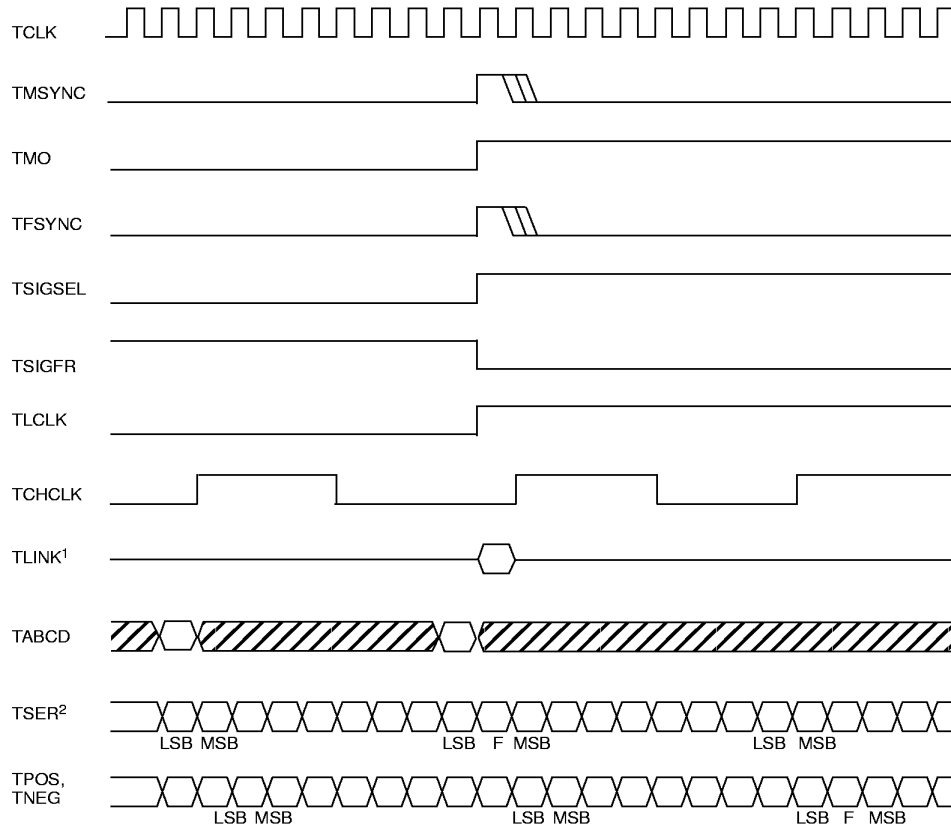 TCLK
TMSYNC
TMO
TFSYNC
TSIGSEL
TSIGFR
TLCLK
TCHCLK
TLINK1
TABCD
TSER2
LSB MSB LSB F MSB LSB MSB
TPOS,
TNEG
LSB MSB LSB MSB LSB F MSB